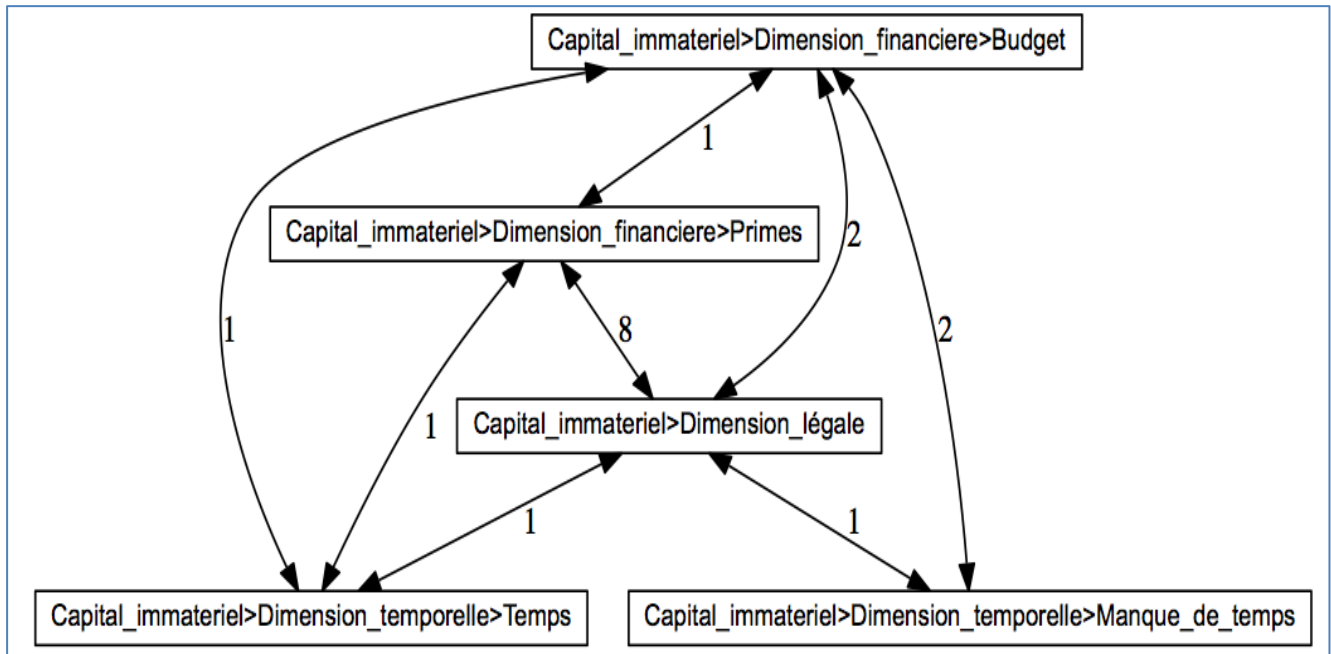 Capital_immateriel>Dimension_financiere>Budget
1
Capital_immateriel>Dimension_financiere>Primes
2
1
8
2
1
Capital_immateriel>Dimension_légale
1
1
Capital_immateriel>Dimension_temporelle>Temps
Capital_immateriel>Dimension_temporelle>Manque_de_temps